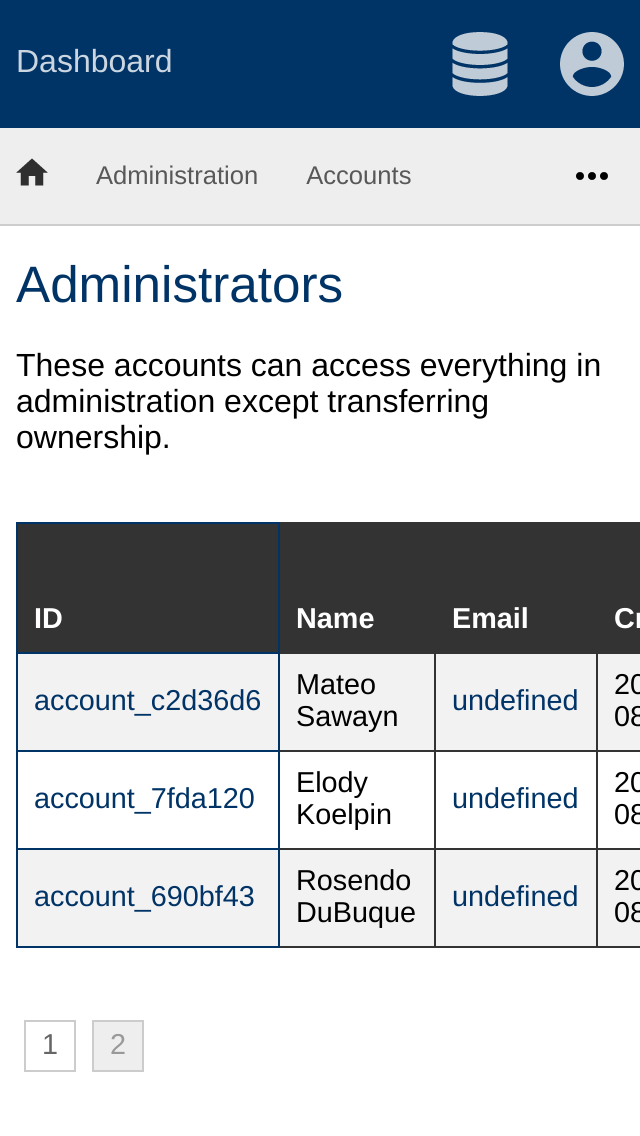 Dashboard
Administration Accounts
Administrators
These accounts can access everything in
administration except transferring
ownership.
ID Name Email
account_c2d36d6 Mateo Sawayn undefined 20 08
account_7fda120 Elody Koelpin undefined 20 08
account_690bf43 Rosendo DuBuque undefined 20 08
1 2